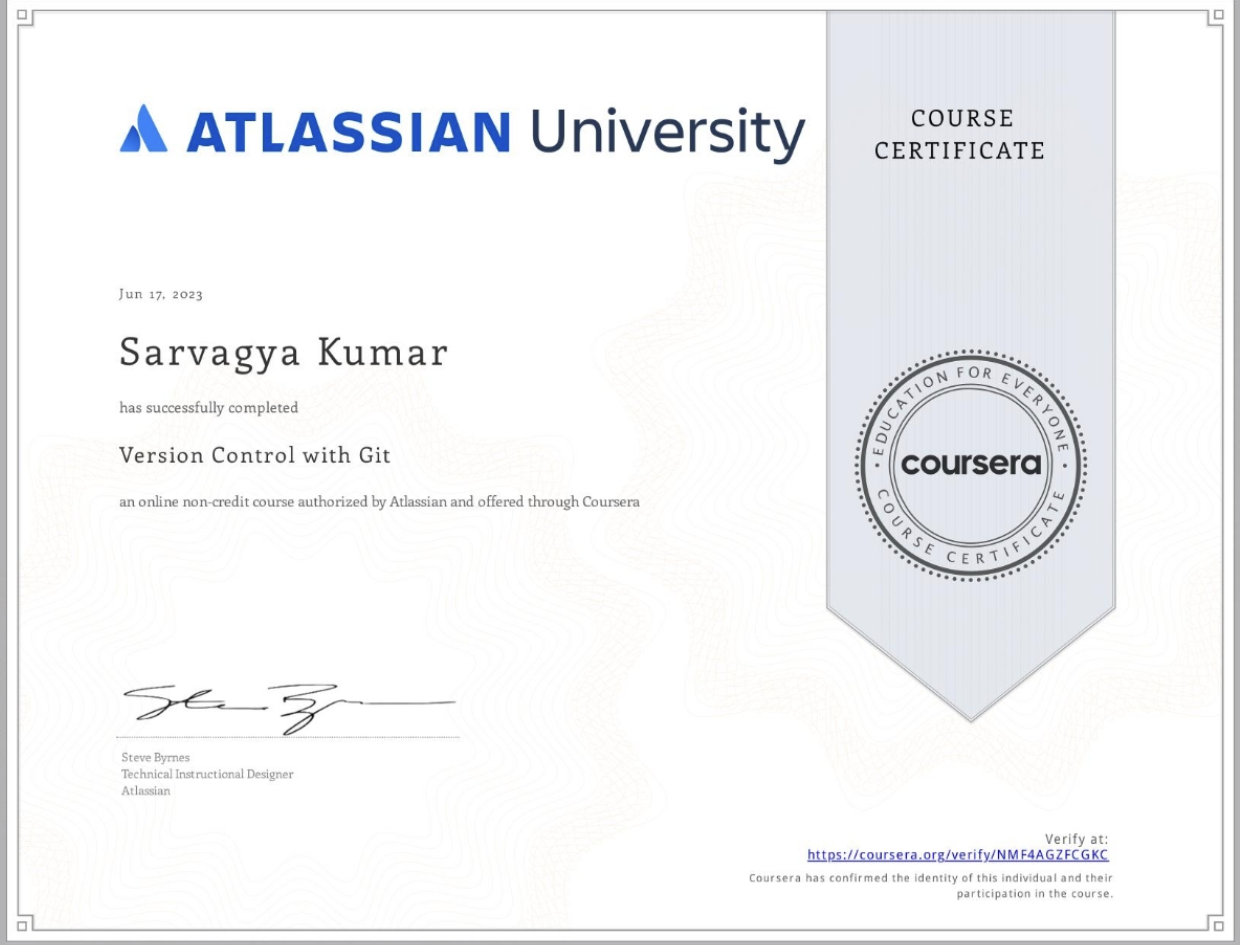 ATLASSIAN University
COURSE
CERTIFICATE
Jun 17, 2023
Sarvagya Kumar
has successfully completed
Version Control with Git
an online non-credit course authorized by Atlassian and offered through Coursera
EDUCATION FOR EVERYONE
coursera
COURSE CERTIFICATE
Steve Byrnes
Technical Instructional Designer
Atlassian
Verify at:
https://coursera.org/verify/NMF4AGZFCGKC
Coursera has confirmed the identity of this individual and their
participation in the course.